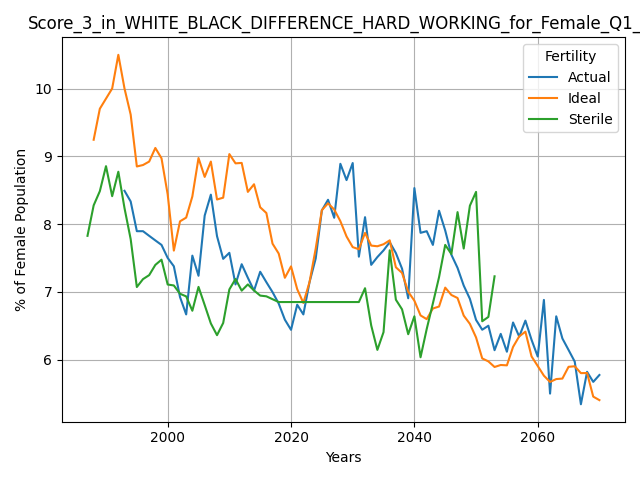 Score_3_in_WHITE_BLACK_DIFFERENCE_HARD_WORKING_for_Female_Q1_
Fertility
Actual
Ideal
Sterile
% of Female Population
10
9
8
7
6
2000
2020
2040
2060
Years